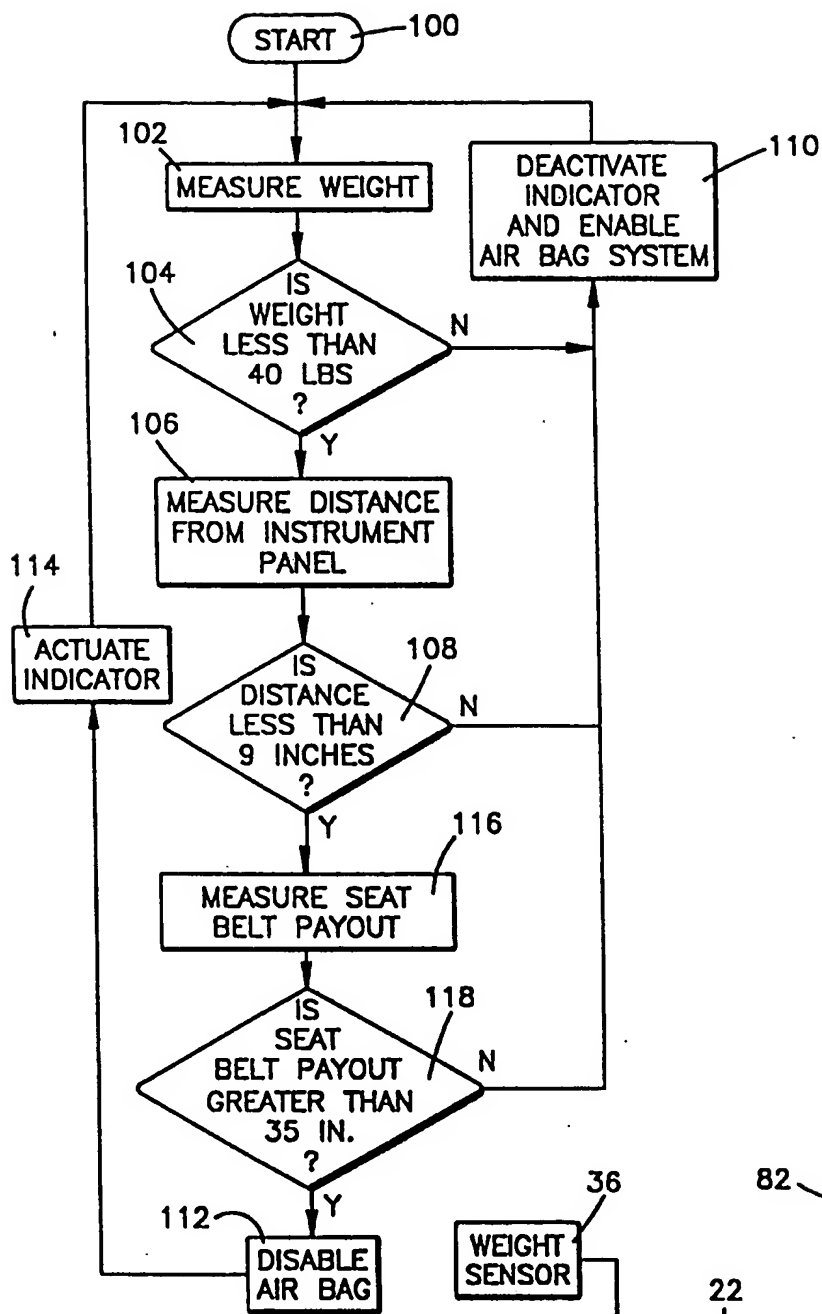 START
100
102
MEASURE WEIGHT
DEACTIVATE
INDICATOR
AND ENABLE
AIR BAG SYSTEM
110
104
IS
WEIGHT
LESS THAN
40 LBS
?
N
Y
106
MEASURE DISTANCE
FROM INSTRUMENT
PANEL
114
ACTUATE
INDICATOR
IS
DISTANCE
LESS THAN
9 INCHES
?
108
N
Y
116
MEASURE SEAT
BELT PAYOUT
IS
SEAT
BELT PAYOUT
GREATER THAN
35 IN.
?
118
N
Y
112
DISABLE
AIR BAG
36
WEIGHT
SENSOR
82
22